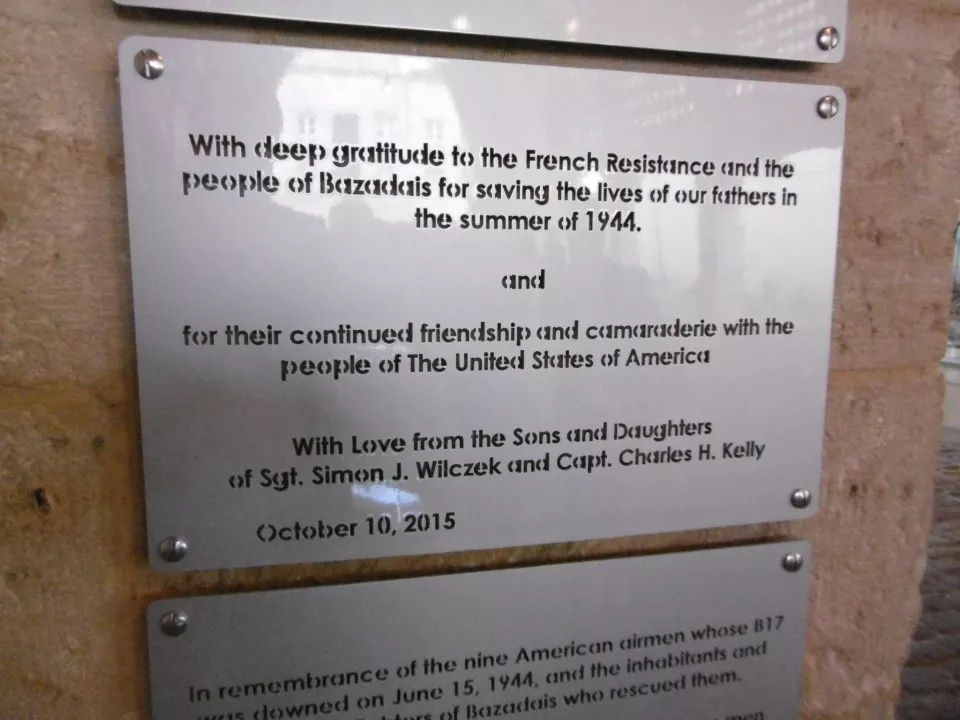 With deep gratitude to the French Resistance and the
people of Bazadais for saving the lives of our fathers in
the summer of 1944.
and
for their continued friendship and camaraderie with the
people of The United States of America
With Love from the Sons and Daughters
of Sgt. Simon J. Wilczek and Capt. Charles H. Kelly
October 10, 2015
In remembrance of the nine American airmen whose B17
was downed on June 15, 1944, and the inhabitants and
of Bazadais who rescued them.